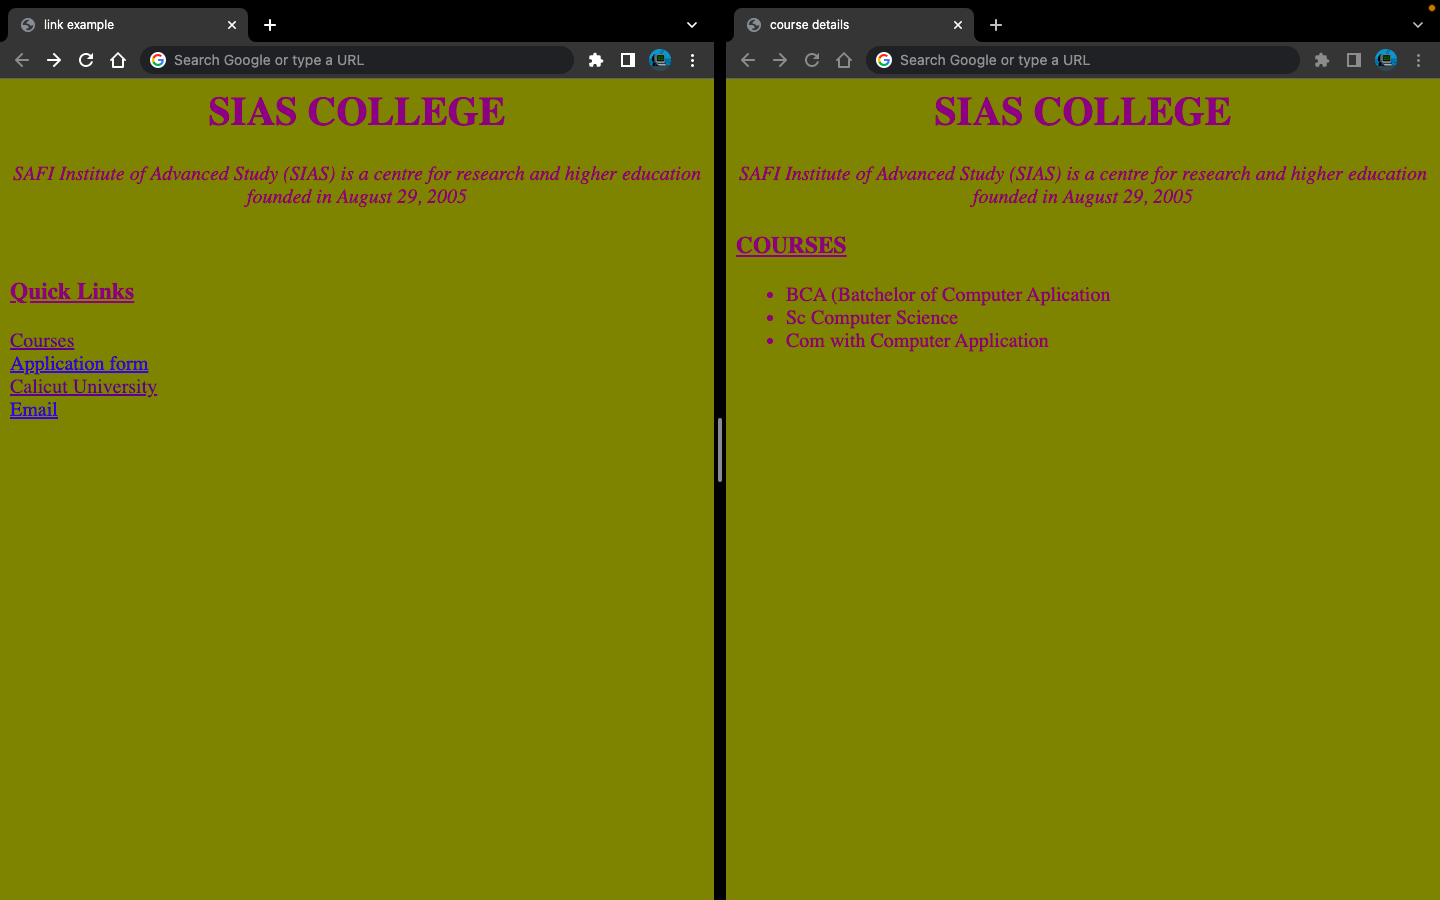 link example
Search Google or type a URL
SIAS COLLEGE
SAFI Institute of Advanced Study (SIAS) is a centre for research and higher education
founded in August 29, 2005
Quick Links
Courses
Application form
Calicut University
Email
course details
Search Google or type a URL
SIAS COLLEGE
SAFI Institute of Advanced Study (SIAS) is a centre for research and higher education
founded in August 29, 2005
COURSES
• BCA (Batchelor of Computer Aplication
• Sc Computer Science
• Com with Computer Application